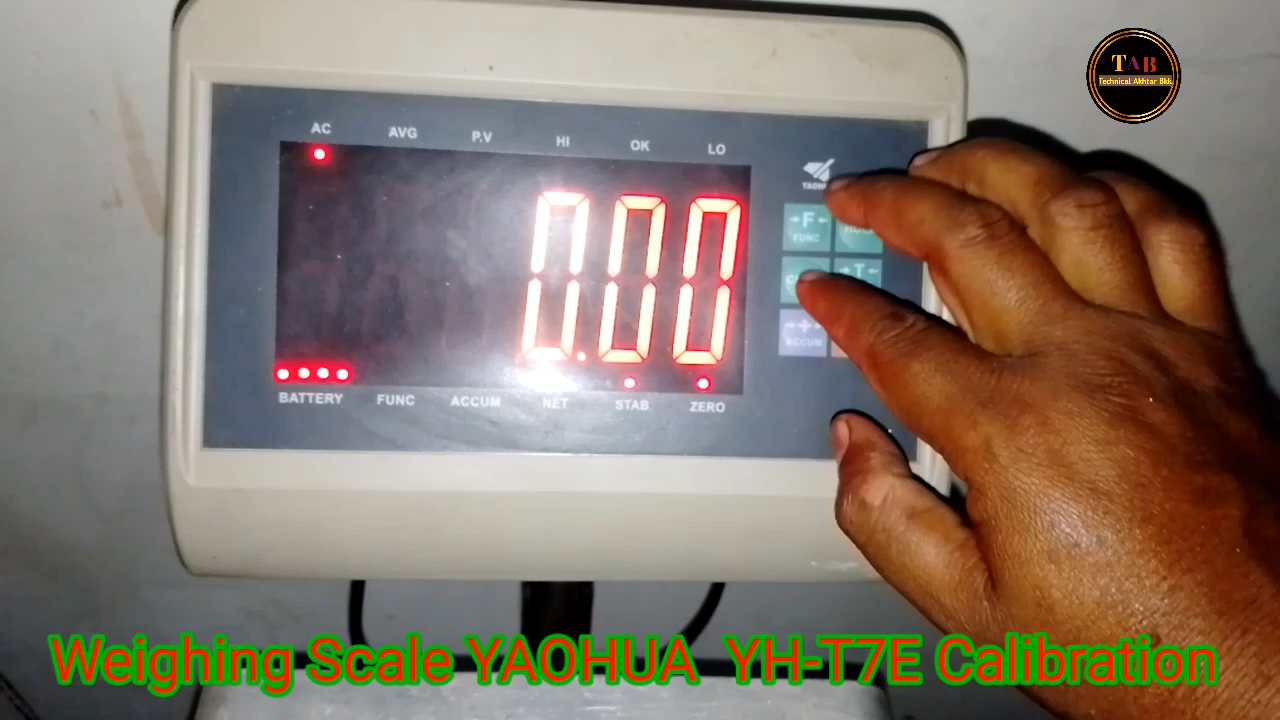 TAB
Technical Akhtar Bkk
AC AVG P.V HI OK LO
0.00
BATTERY FUNC ACCUM NET STAB ZERO
F
FUNC
T
ACCUM
Weighing Scale YAOHUA YH-T7E Calibration